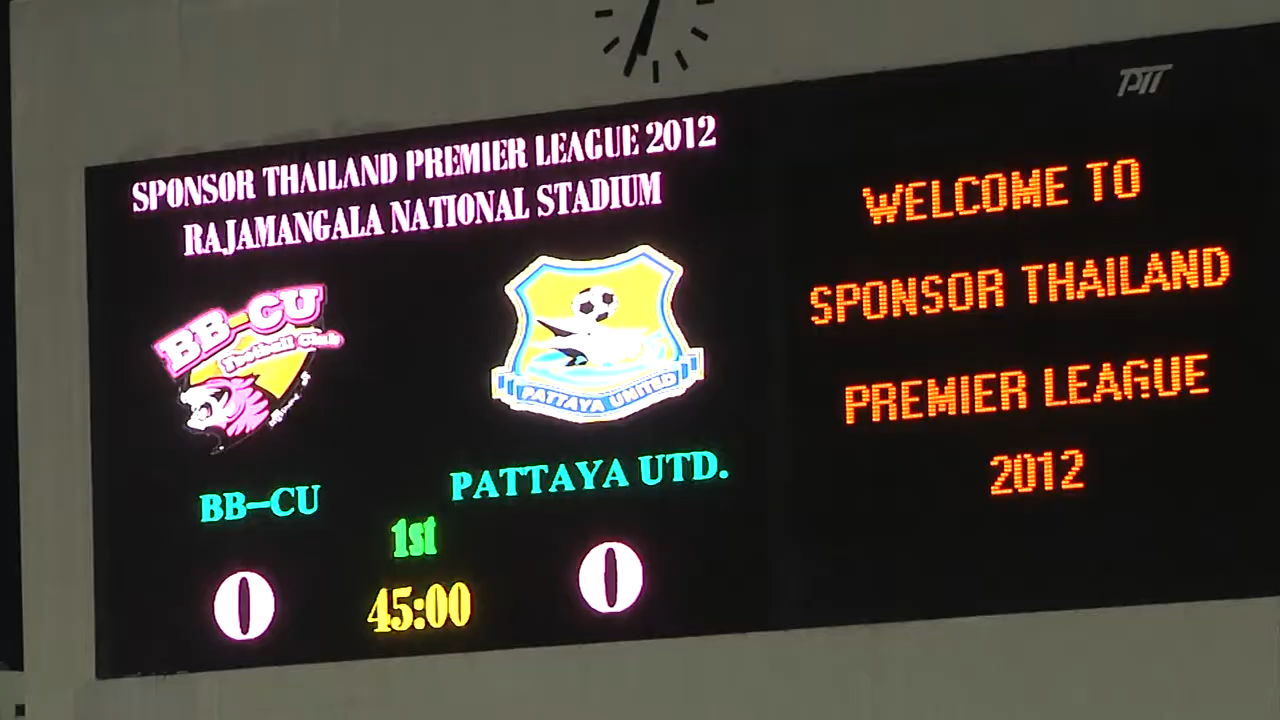 SPONSOR THAILAND PREMIER LEAGUE 2012
RAJAMANGALA NATIONAL STADIUM
BB-CU
Football Club
PATTAYA UNITED
BB-CU
PATTAYA UTD.
1st
0
45:00
0
PTT
WELCOME TO
SPONSOR THAILAND
PREMIER LEAGUE
2012